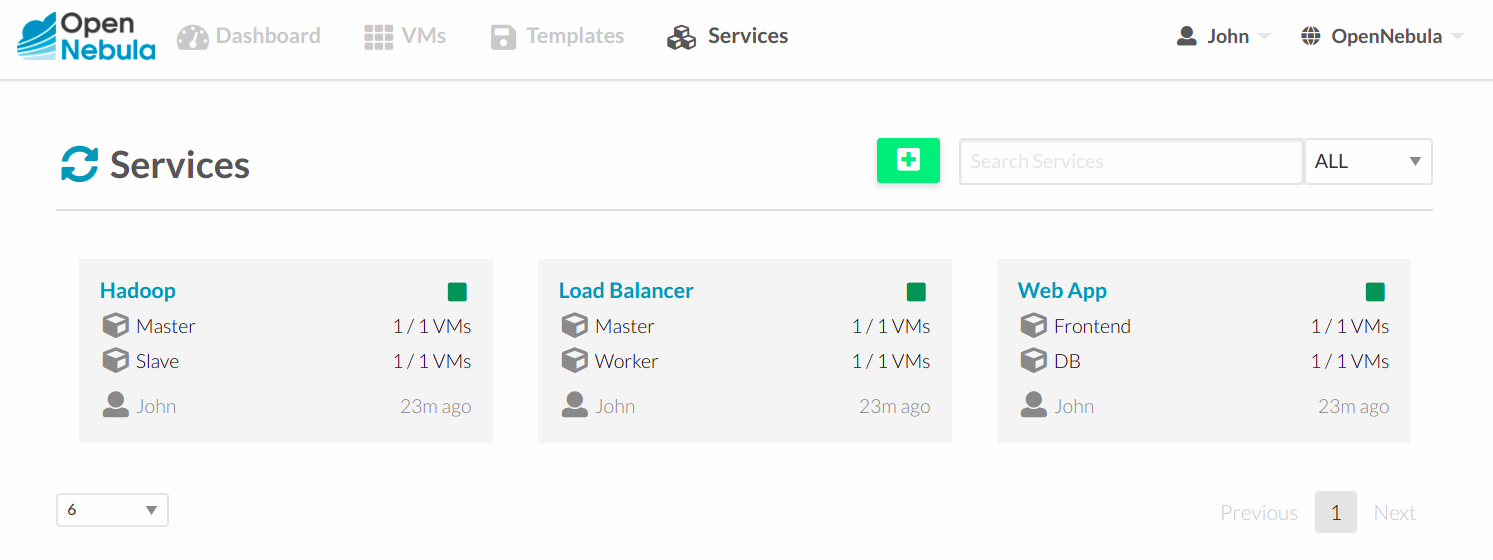 Open
Nebula
Dashboard
VMs
Templates
Services
John
OpenNebula
Services
Search Services
ALL
Hadoop
Master 1 / 1 VMs
Slave 1 / 1 VMs
John 23m ago
Load Balancer
Master 1 / 1 VMs
Worker 1 / 1 VMs
John 23m ago
Web App
Frontend 1 / 1 VMs
DB 1 / 1 VMs
John 23m ago
6
Previous 1 Next